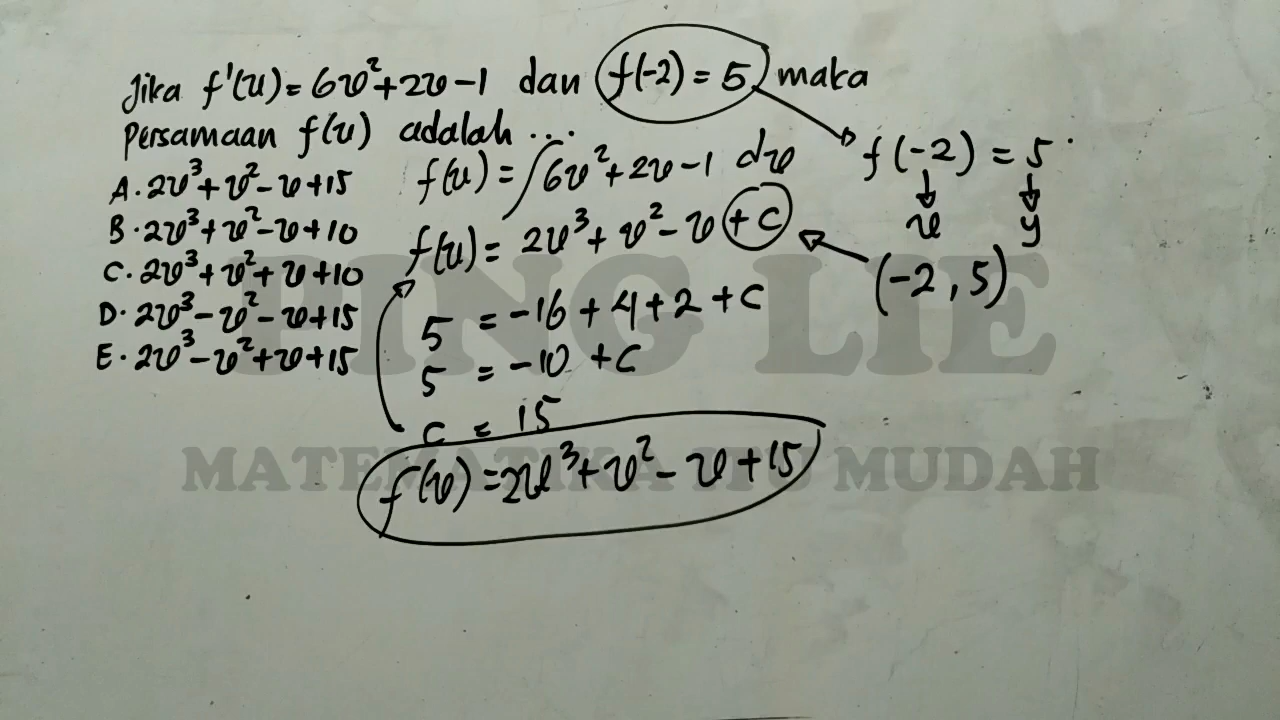 Jika f'(v) = 6v² + 2v - 1 dan f(-2) = 5 maka
Persamaan f(v) adalah ...
A. 2v³ + v² - v + 15
B. 2v³ + v² - v + 10
C. 2v³ + v² + v + 10
D. 2v³ - v² - v + 15
E. 2v³ - v² + v + 15
f(v) = ∫ 6v² + 2v - 1 dv
f(v) = 2v³ + v² - v + C
5 = -16 + 4 + 2 + C
5 = -10 + C
C = 15
f(v) = 2v³ + v² - v + 15
f(-2) = 5
v y
(-2, 5)
TING LIE
MATEMATIKA ITU MUDAH